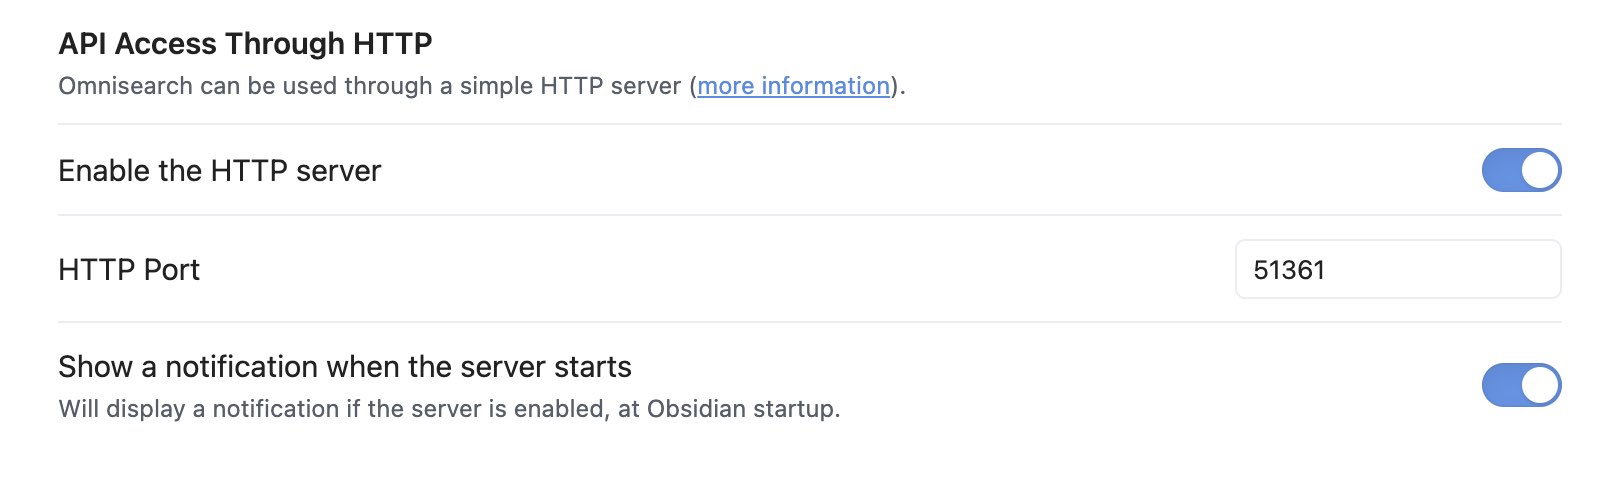 API Access Through HTTP
Omnisearch can be used through a simple HTTP server (more information).
Enable the HTTP server
HTTP Port
51361
Show a notification when the server starts
Will display a notification if the server is enabled, at Obsidian startup.